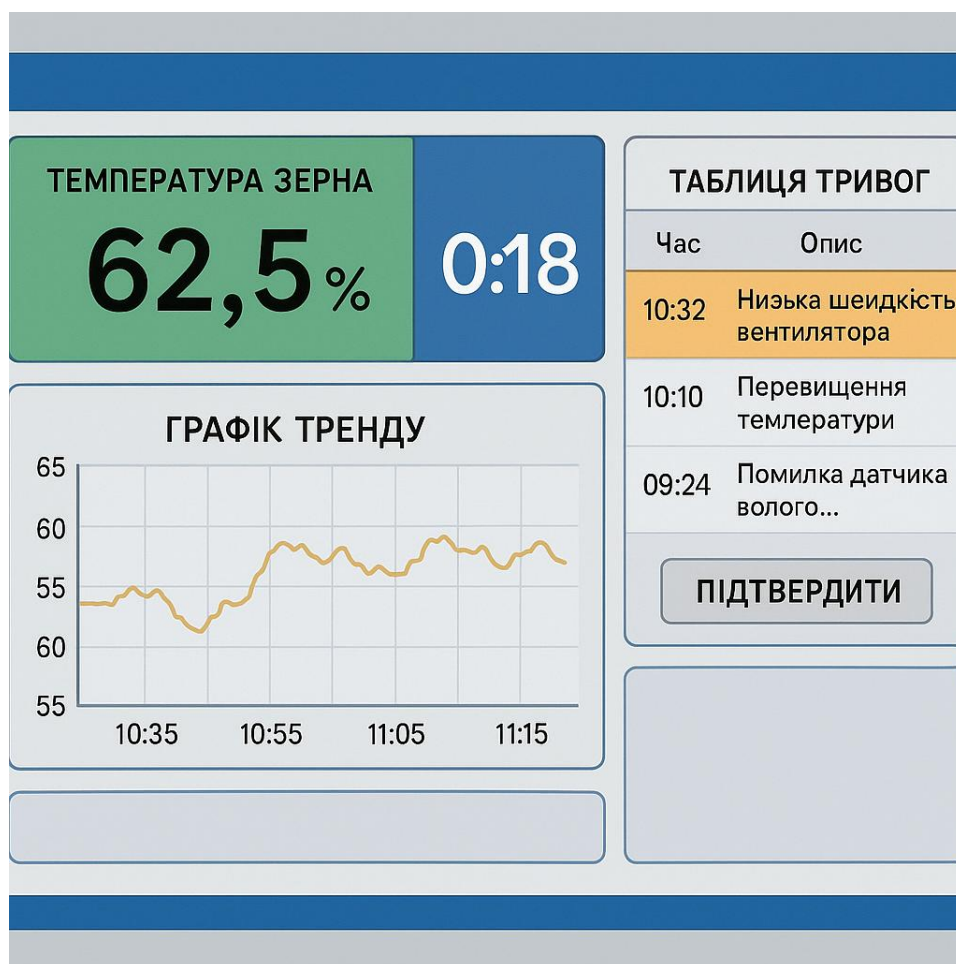 ТЕМПЕРАТУРА ЗЕРНА
62,5 %
0:18
ГРАФІК ТРЕНДУ
65
60
55
60
55
10:35 10:55 11:05 11:15
ТАБЛИЦЯ ТРИВОГ
Час Опис
10:32 Низька шеидкість
вентилятора
10:10 Перевищення
темлератури
09:24 Помилка датчика
волого...
ПІДТВЕРДИТИ